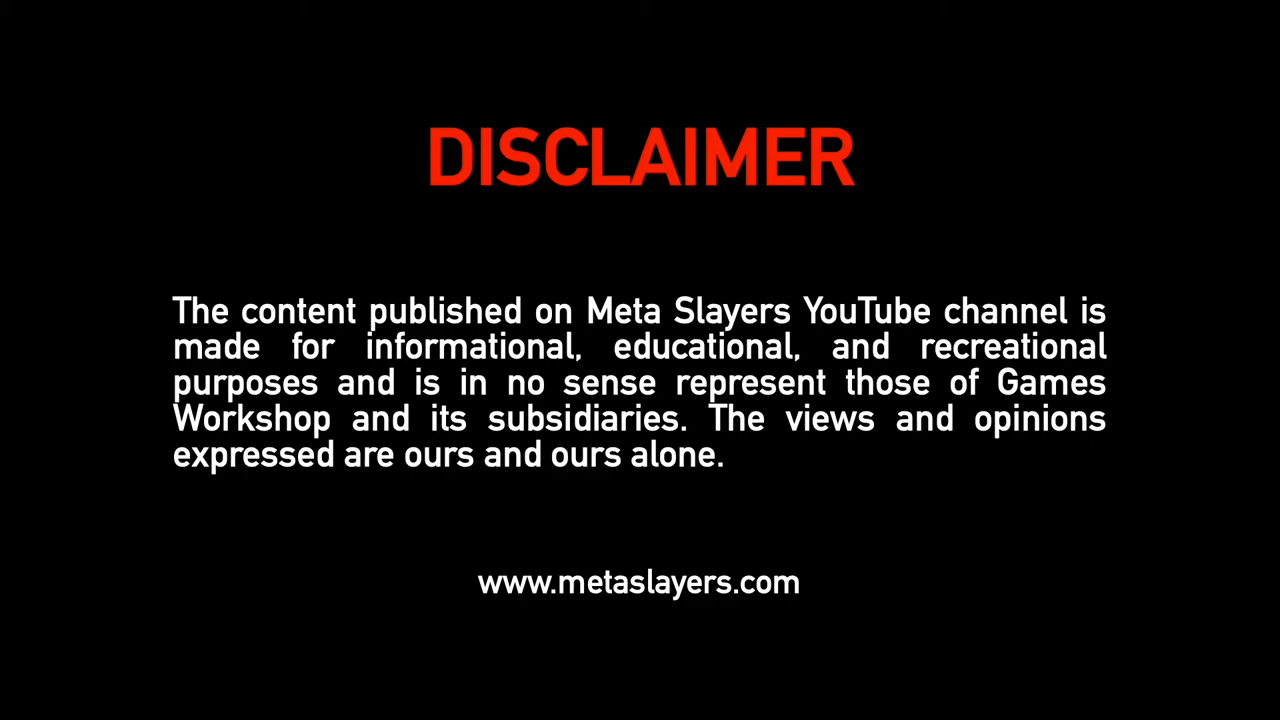 DISCLAIMER
The content published on Meta Slayers YouTube channel is
made for informational, educational, and recreational
purposes and is in no sense represent those of Games
Workshop and its subsidiaries. The views and opinions
expressed are ours and ours alone.
www.metaslayers.com